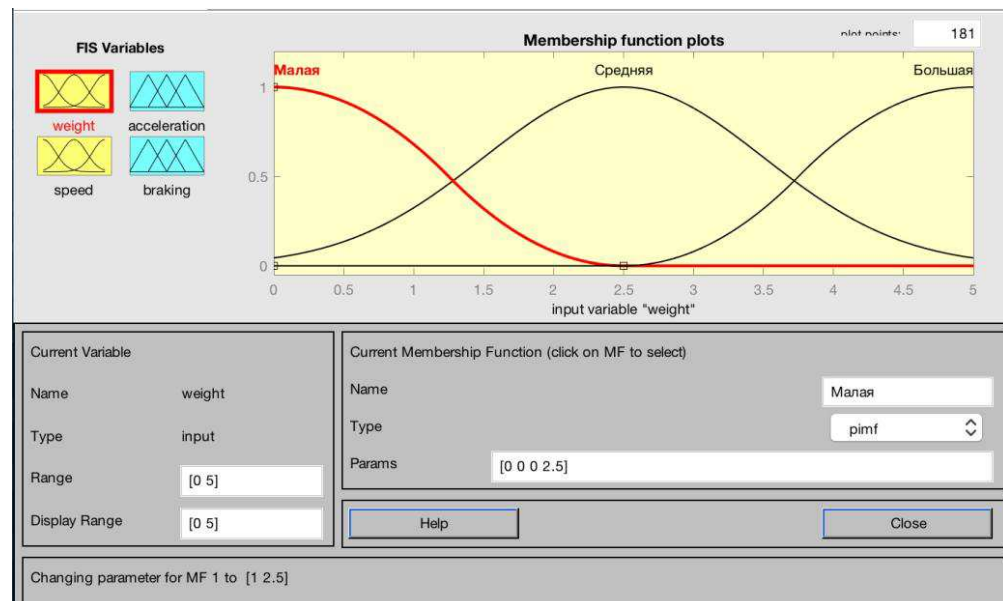 FIS Variables
Membership function plots
plot points:
181
weight
acceleration
speed
braking
Малая
Средняя
Большая
1
0.5
0
0
0.5
1
1.5
2
2.5
3
3.5
4
4.5
5
input variable "weight"
Current Variable
Name
weight
Type
input
Range
[0 5]
Display Range
[0 5]
Current Membership Function (click on MF to select)
Name
Малая
Type
pimf
Params
[0 0 0 2.5]
Help
Close
Changing parameter for MF 1 to [1 2.5]